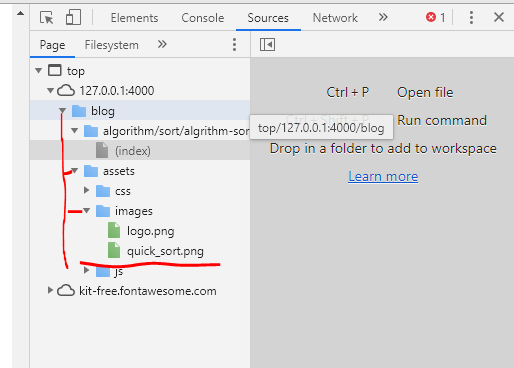 Elements Console Sources Network » 1
Page Filesystem »
top
127.0.0.1:4000
blog
algorithm/sort/algrithm-sor
(index)
assets
css
images
logo.png
quick_sort.png
js
kit-free.fontawesome.com
Ctrl + P Open file
Ctrl + Shift + P Run command
top/127.0.0.1:4000/blog
Drop in a folder to add to workspace
Learn more